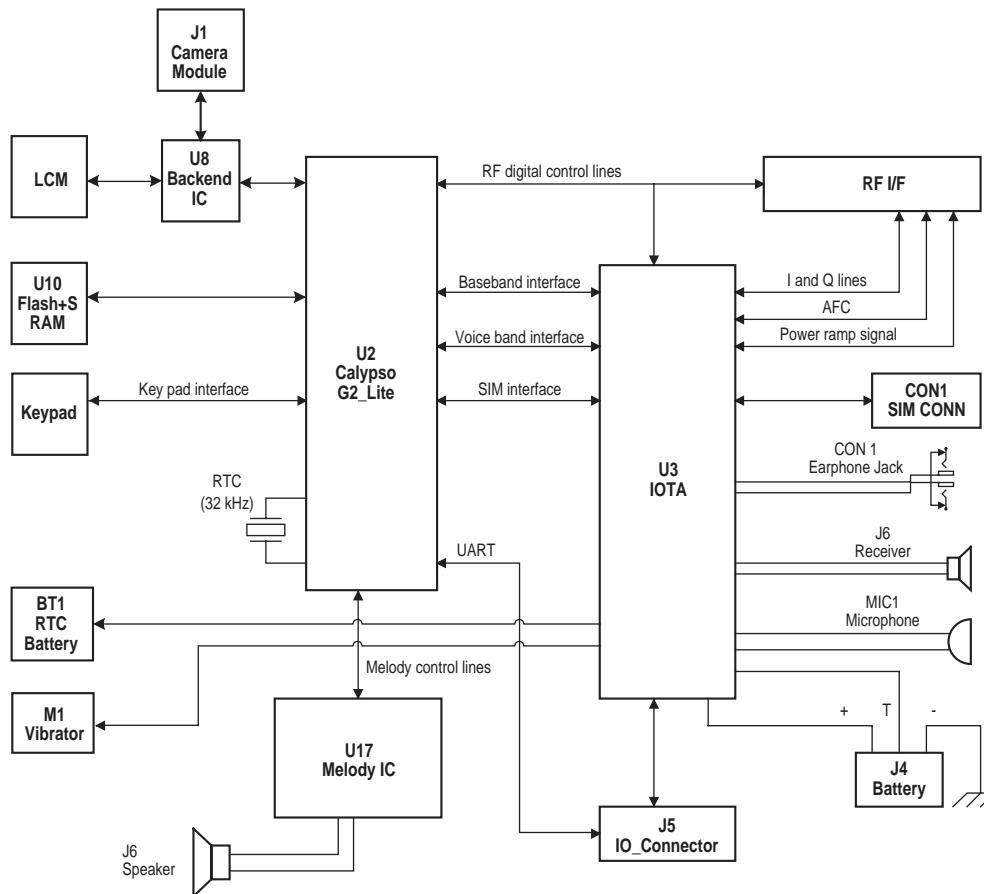 J1
Camera
Module
LCM
U8
Backend
IC
RF digital control lines
RF I/F
U10
Flash+S
RAM
Baseband interface
I and Q lines
AFC
Voice band interface
Power ramp signal
U2
Calypso
G2_Lite
Keypad
Key pad interface
SIM interface
CON1
SIM CONN
U3
IOTA
CON 1
Earphone Jack
RTC
(32 kHz)
UART
J6
Receiver
BT1
RTC
Battery
MIC1
Microphone
Melody control lines
M1
Vibrator
+
T
-
U17
Melody IC
J4
Battery
J5
IO_Connector
J6
Speaker